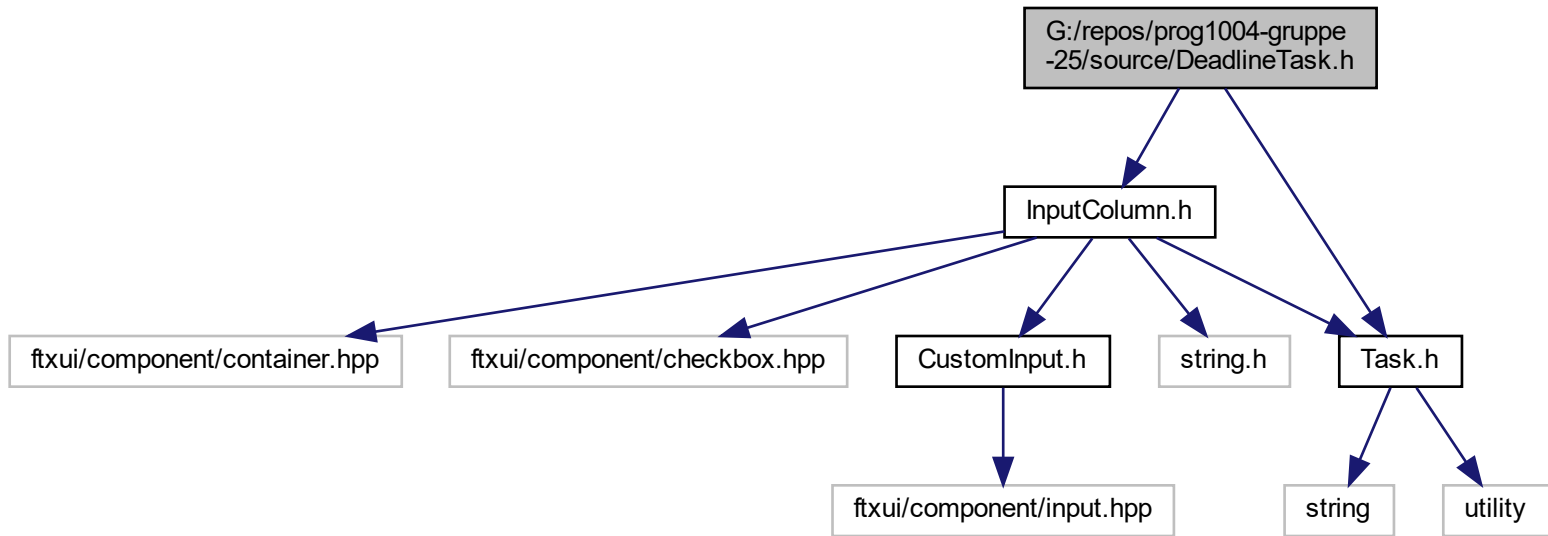 G:/repos/prog1004-gruppe
-25/source/DeadlineTask.h
InputColumn.h
ftxui/component/container.hpp
ftxui/component/checkbox.hpp
CustomInput.h
string.h
Task.h
ftxui/component/input.hpp
string
utility